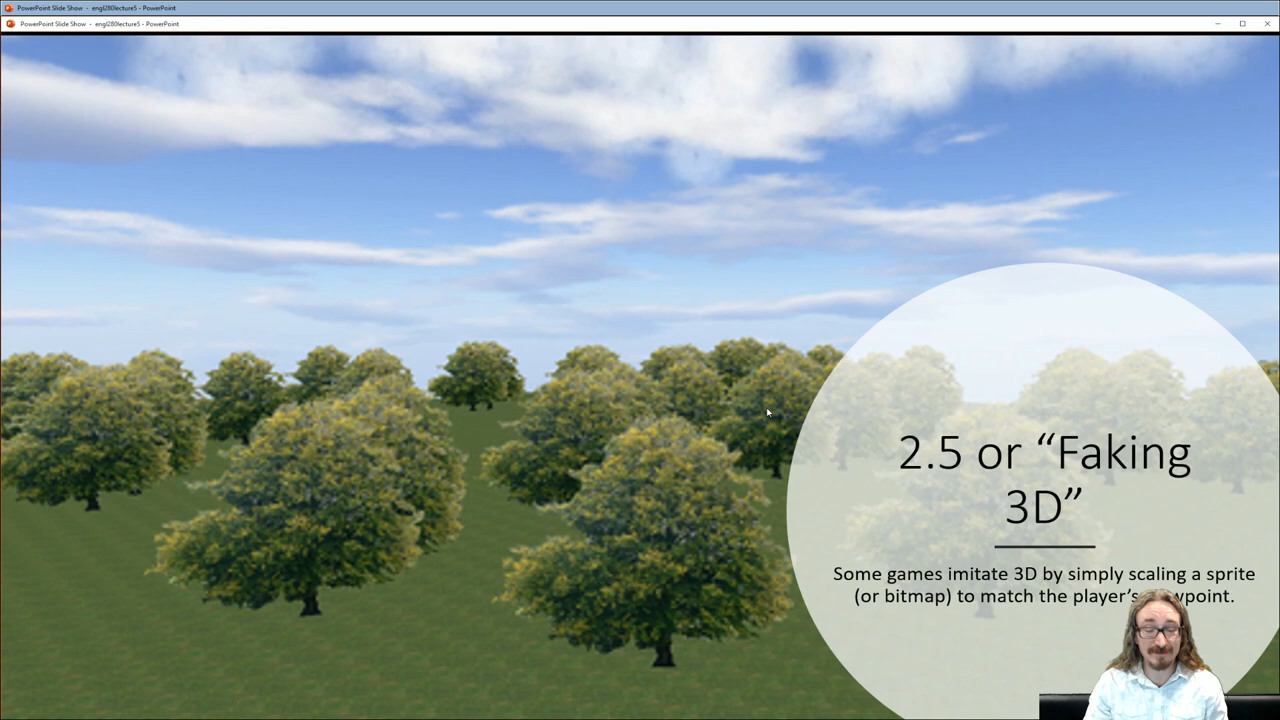 PowerPoint Slide Show - engl280lecture5 - PowerPoint
PowerPoint Slide Show - engl280lecture5 - PowerPoint
2.5 or “Faking
3D”
Some games imitate 3D by simply scaling a sprite
(or bitmap) to match the player’s